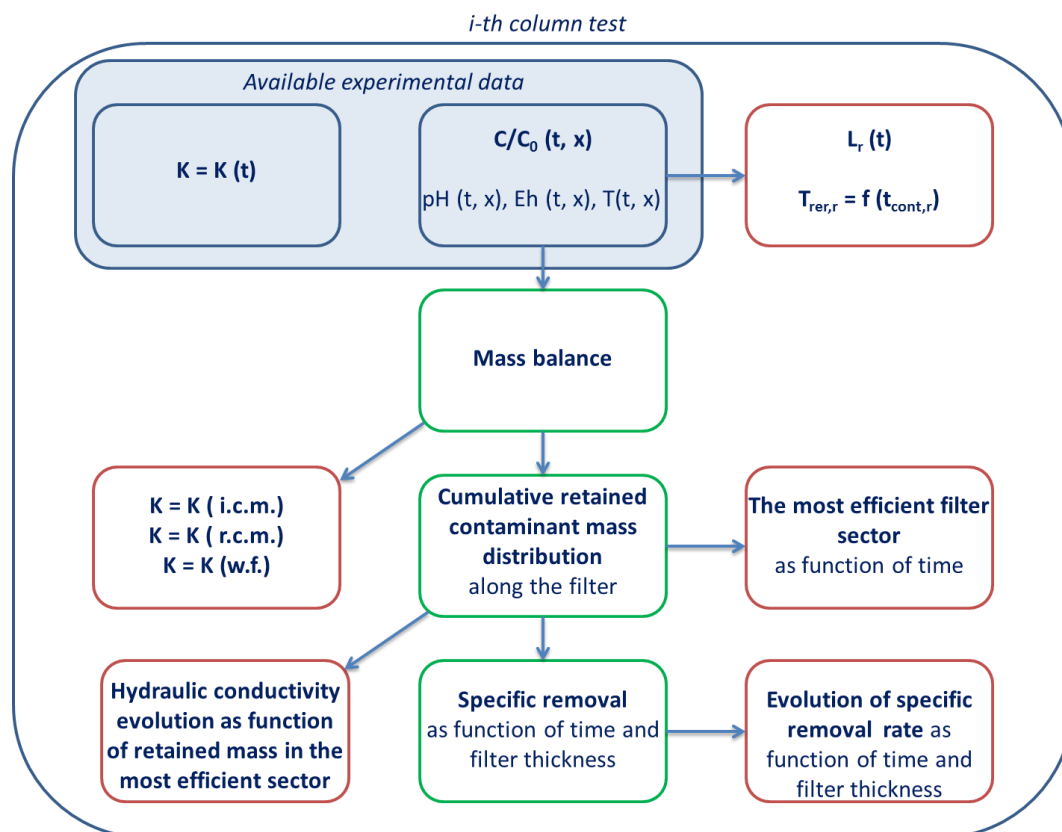 i-th column test
Available experimental data
K = K (t)
C/C₀ (t, x)
pH (t, x), Eh (t, x), T(t, x)
Lᵣ (t)
T_rer,r = f (t_cont,r)
Mass balance
K = K ( i.c.m.)
K = K ( r.c.m.)
K = K (w.f.)
Cumulative retained
contaminant mass
distribution
along the filter
The most efficient filter
sector
as function of time
Hydraulic conductivity
evolution as function
of retained mass in the
most efficient sector
Specific removal
as function of time and
filter thickness
Evolution of specific
removal rate as
function of time and
filter thickness